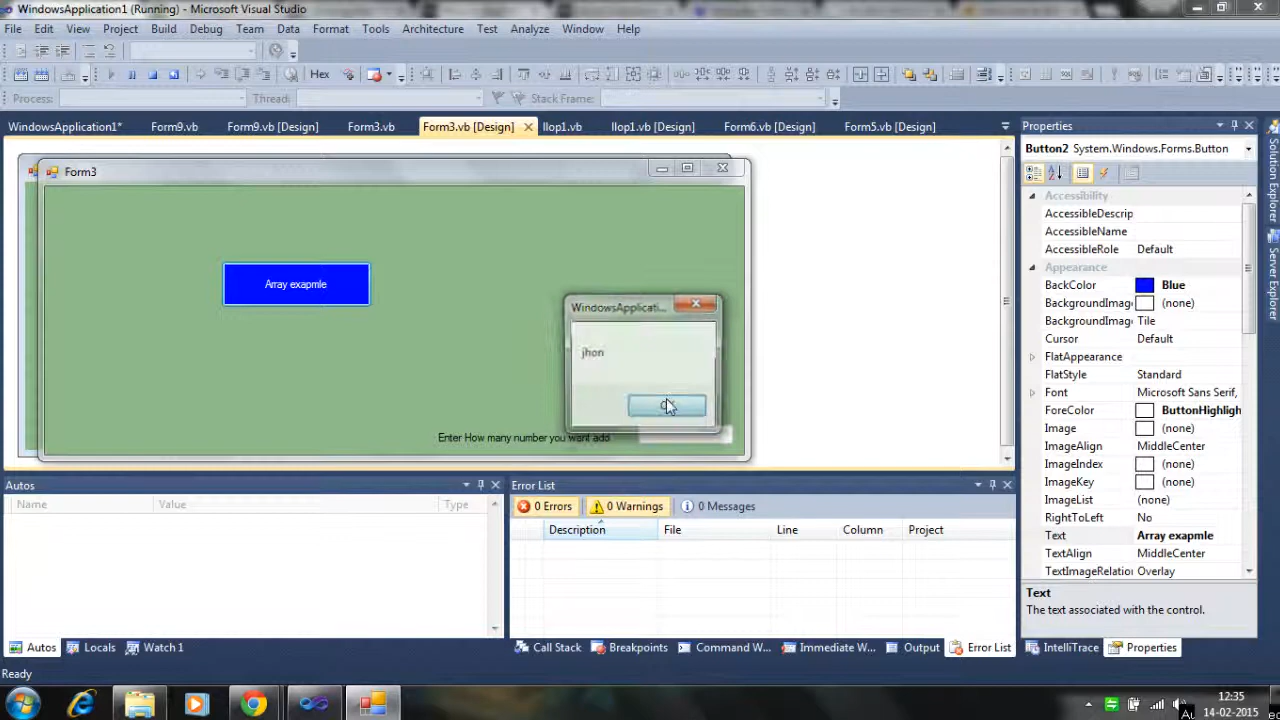 WindowsApplication1 (Running) - Microsoft Visual Studio
File Edit View Project Build Debug Team Data Format Tools Architecture Test Analyze Window Help
Hex
Process: Thread: Stack Frame:
WindowsApplication1* Form9.vb Form9.vb [Design] Form3.vb Form3.vb [Design] Ilop1.vb Ilop1.vb [Design] Form6.vb [Design] Form5.vb [Design]
Form3
Array exapmle
WindowsApplicati...
jhon
Enter How many number you want add
Properties
Button2 System.Windows.Forms.Button
Accessibility
AccessibleDescrip
AccessibleName
AccessibleRole Default
Appearance
BackColor Blue
BackgroundImag (none)
BackgroundImag Tile
Cursor Default
FlatAppearance
FlatStyle Standard
Font Microsoft Sans Serif,
ForeColor ButtonHighligh
Image (none)
ImageAlign MiddleCenter
ImageIndex (none)
ImageKey (none)
ImageList (none)
RightToLeft No
Text Array exapmle
TextAlign MiddleCenter
TextImageRelation Overlay
Text
The text associated with the control.
Solution Explorer
Server Explorer
Autos
Name Value Type
Error List
0 Errors 0 Warnings 0 Messages
Description File Line Column Project
Autos Locals Watch 1
Call Stack Breakpoints Command W... Immediate W... Output Error List
IntelliTrace Properties
Ready
12:35
14-02-2015